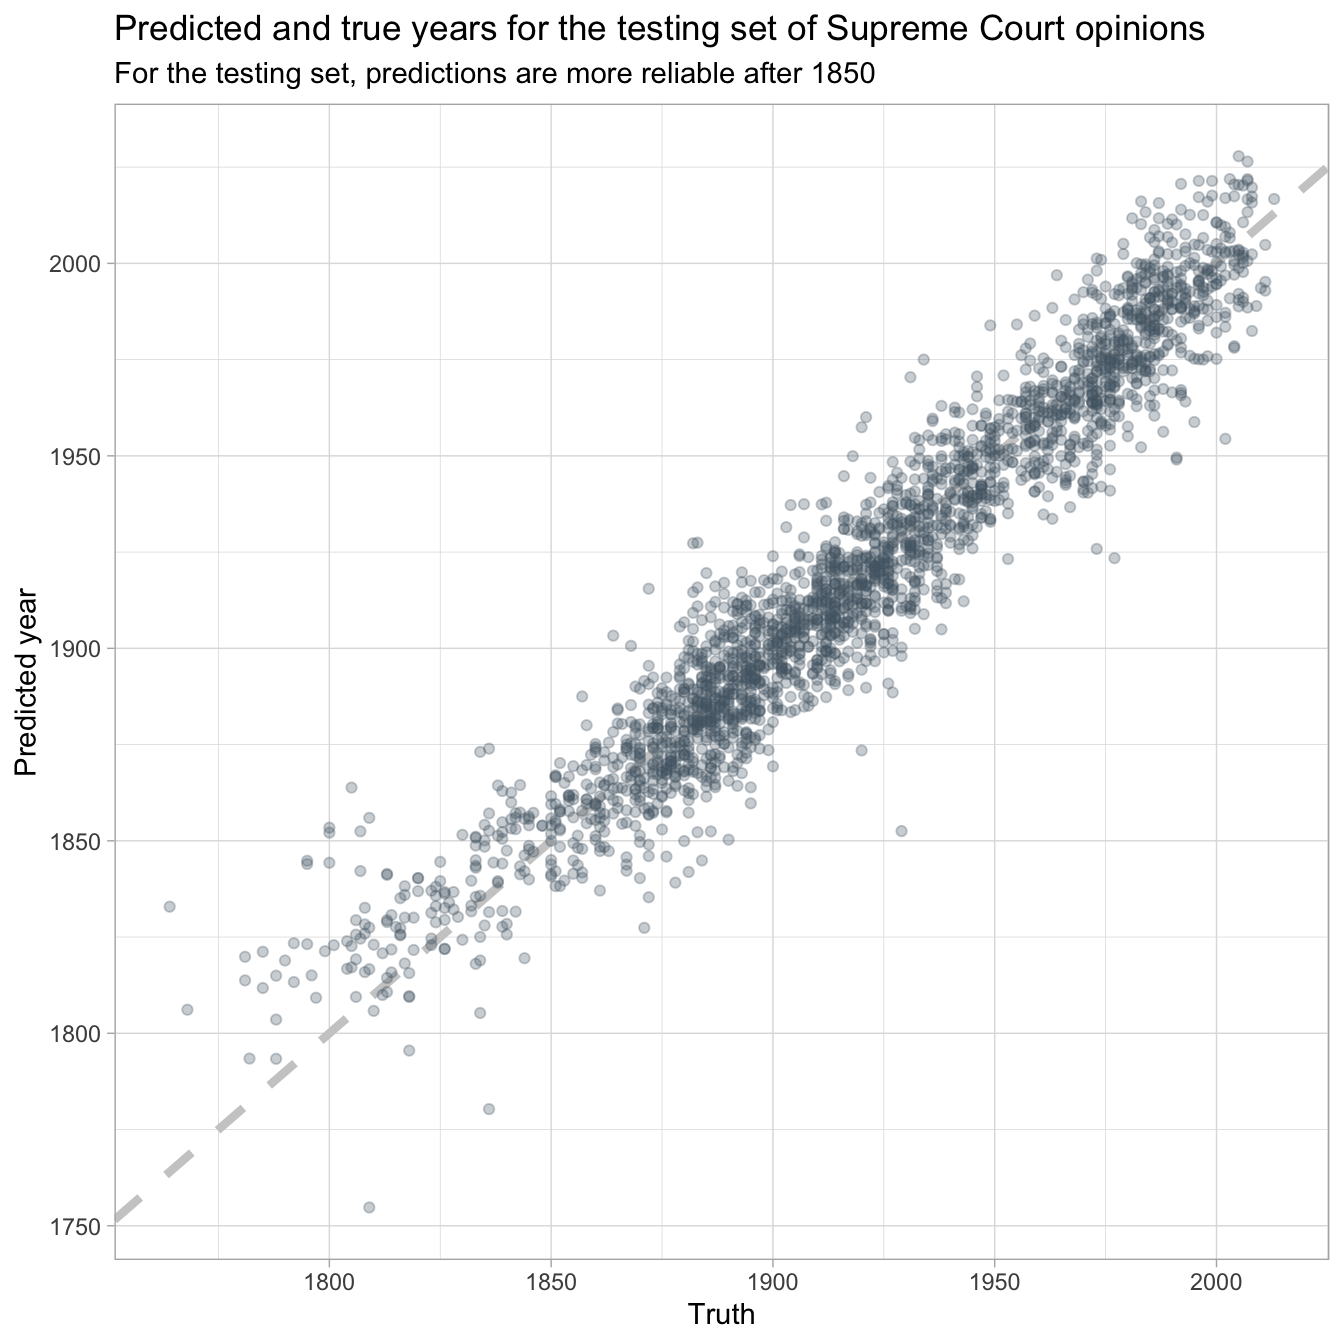 Predicted and true years for the testing set of Supreme Court opinions
For the testing set, predictions are more reliable after 1850
Predicted year
2000
1950
1900
1850
1800
1750
1800 1850 1900 1950 2000
Truth